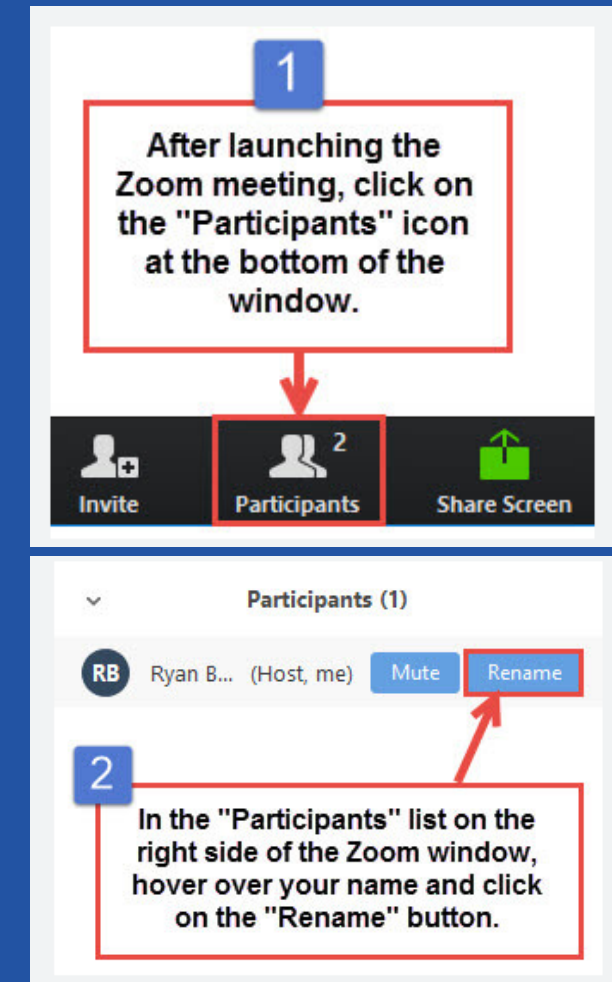 1
After launching the
Zoom meeting, click on
the "Participants" icon
at the bottom of the
window.
2
Invite
Participants
Share Screen
Participants (1)
RB Ryan B... (Host, me) Mute Rename
2
In the "Participants" list on the
right side of the Zoom window,
hover over your name and click
on the "Rename" button.